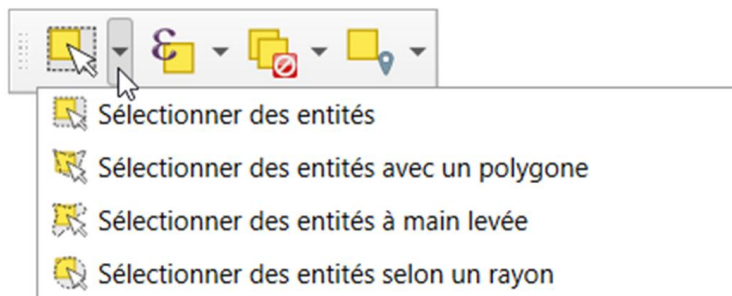 Sélectionner des entités
Sélectionner des entités avec un polygone
Sélectionner des entités à main levée
Sélectionner des entités selon un rayon